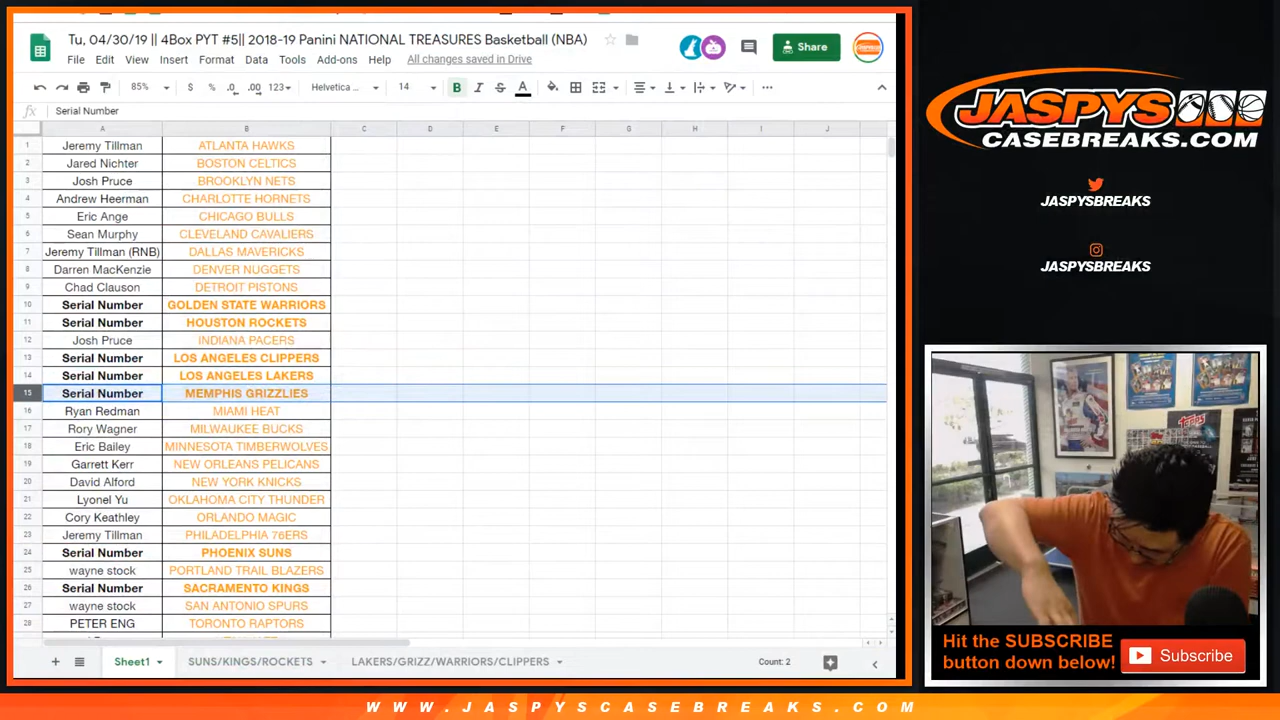 Tu, 04/30/19 || 4Box PYT #5|| 2018-19 Panini NATIONAL TREASURES Basketball (NBA)
Share
File Edit View Insert Format Data Tools Add-ons Help All changes saved in Drive
85% $ % .0 .00 123 Helvetica ... 14 B I S A
fx Serial Number
A B C D E F G H I J
1 Jeremy Tillman ATLANTA HAWKS
2 Jared Nichter BOSTON CELTICS
3 Josh Pruce BROOKLYN NETS
4 Andrew Heerman CHARLOTTE HORNETS
5 Eric Ange CHICAGO BULLS
6 Sean Murphy CLEVELAND CAVALIERS
7 Jeremy Tillman (RNB) DALLAS MAVERICKS
8 Darren MacKenzie DENVER NUGGETS
9 Chad Clauson DETROIT PISTONS
10 Serial Number GOLDEN STATE WARRIORS
11 Serial Number HOUSTON ROCKETS
12 Josh Pruce INDIANA PACERS
13 Serial Number LOS ANGELES CLIPPERS
14 Serial Number LOS ANGELES LAKERS
15 Serial Number MEMPHIS GRIZZLIES
16 Ryan Redman MIAMI HEAT
17 Rory Wagner MILWAUKEE BUCKS
18 Eric Bailey MINNESOTA TIMBERWOLVES
19 Garrett Kerr NEW ORLEANS PELICANS
20 David Alford NEW YORK KNICKS
21 Lyonel Yu OKLAHOMA CITY THUNDER
22 Cory Keathley ORLANDO MAGIC
23 Jeremy Tillman PHILADELPHIA 76ERS
24 Serial Number PHOENIX SUNS
25 wayne stock PORTLAND TRAIL BLAZERS
26 Serial Number SACRAMENTO KINGS
27 wayne stock SAN ANTONIO SPURS
28 PETER ENG TORONTO RAPTORS
Sheet1 SUNS/KINGS/ROCKETS LAKERS/GRIZZ/WARRIORS/CLIPPERS Count: 2
JASPYS
CASEBREAKS.COM
JASPYSBREAKS
JASPYSBREAKS
TOPPS
Hit the SUBSCRIBE
button down below!
Subscribe
WWW.JASPYSCASEBREAKS.COM